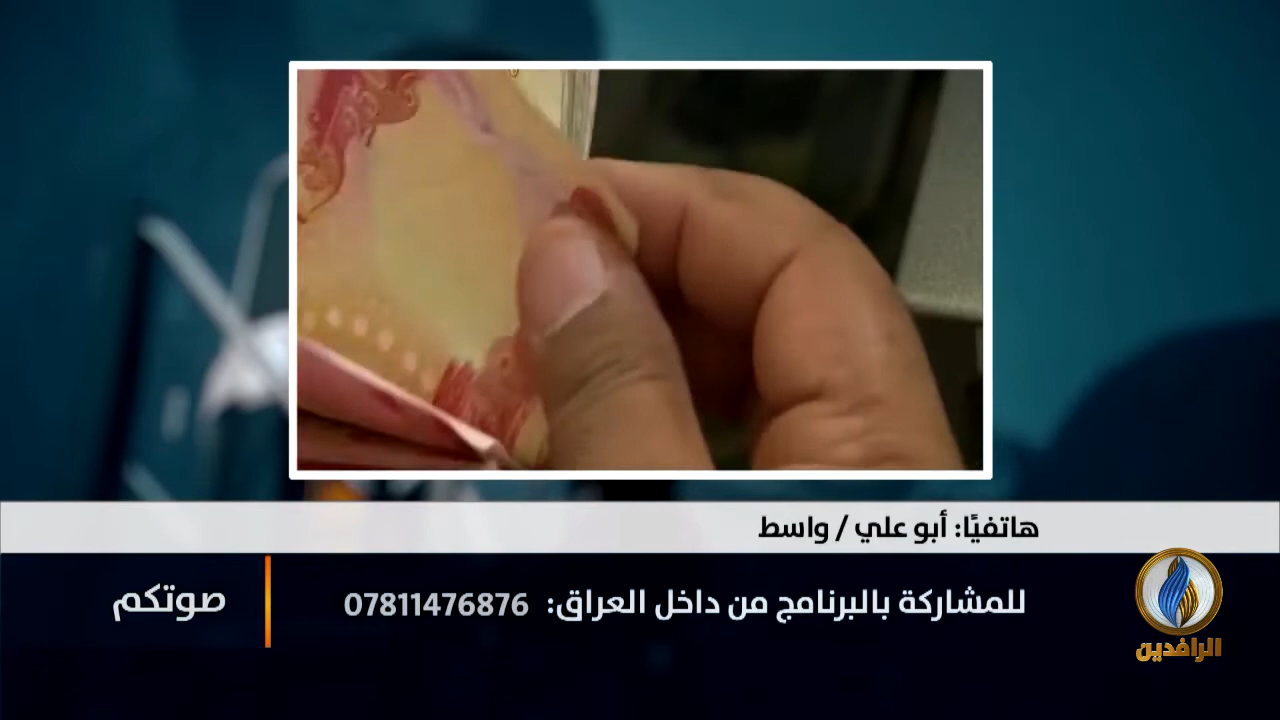 هاتفيًا: أبو علي / واسط
للمشاركة بالبرنامج من داخل العراق: 07811476876
صوتكم
الرافدين